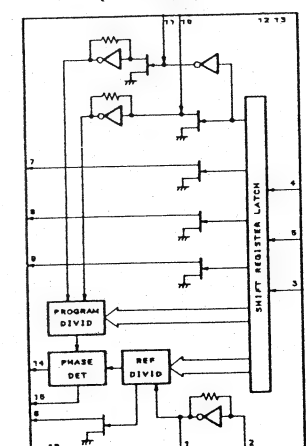 11 10
12 13
7
8
9
4
5
3
SHIFT REGISTER LATCH
PROGRAM
DIVID
PHASE
DET
REF
DIVID
14
15
6
1
2